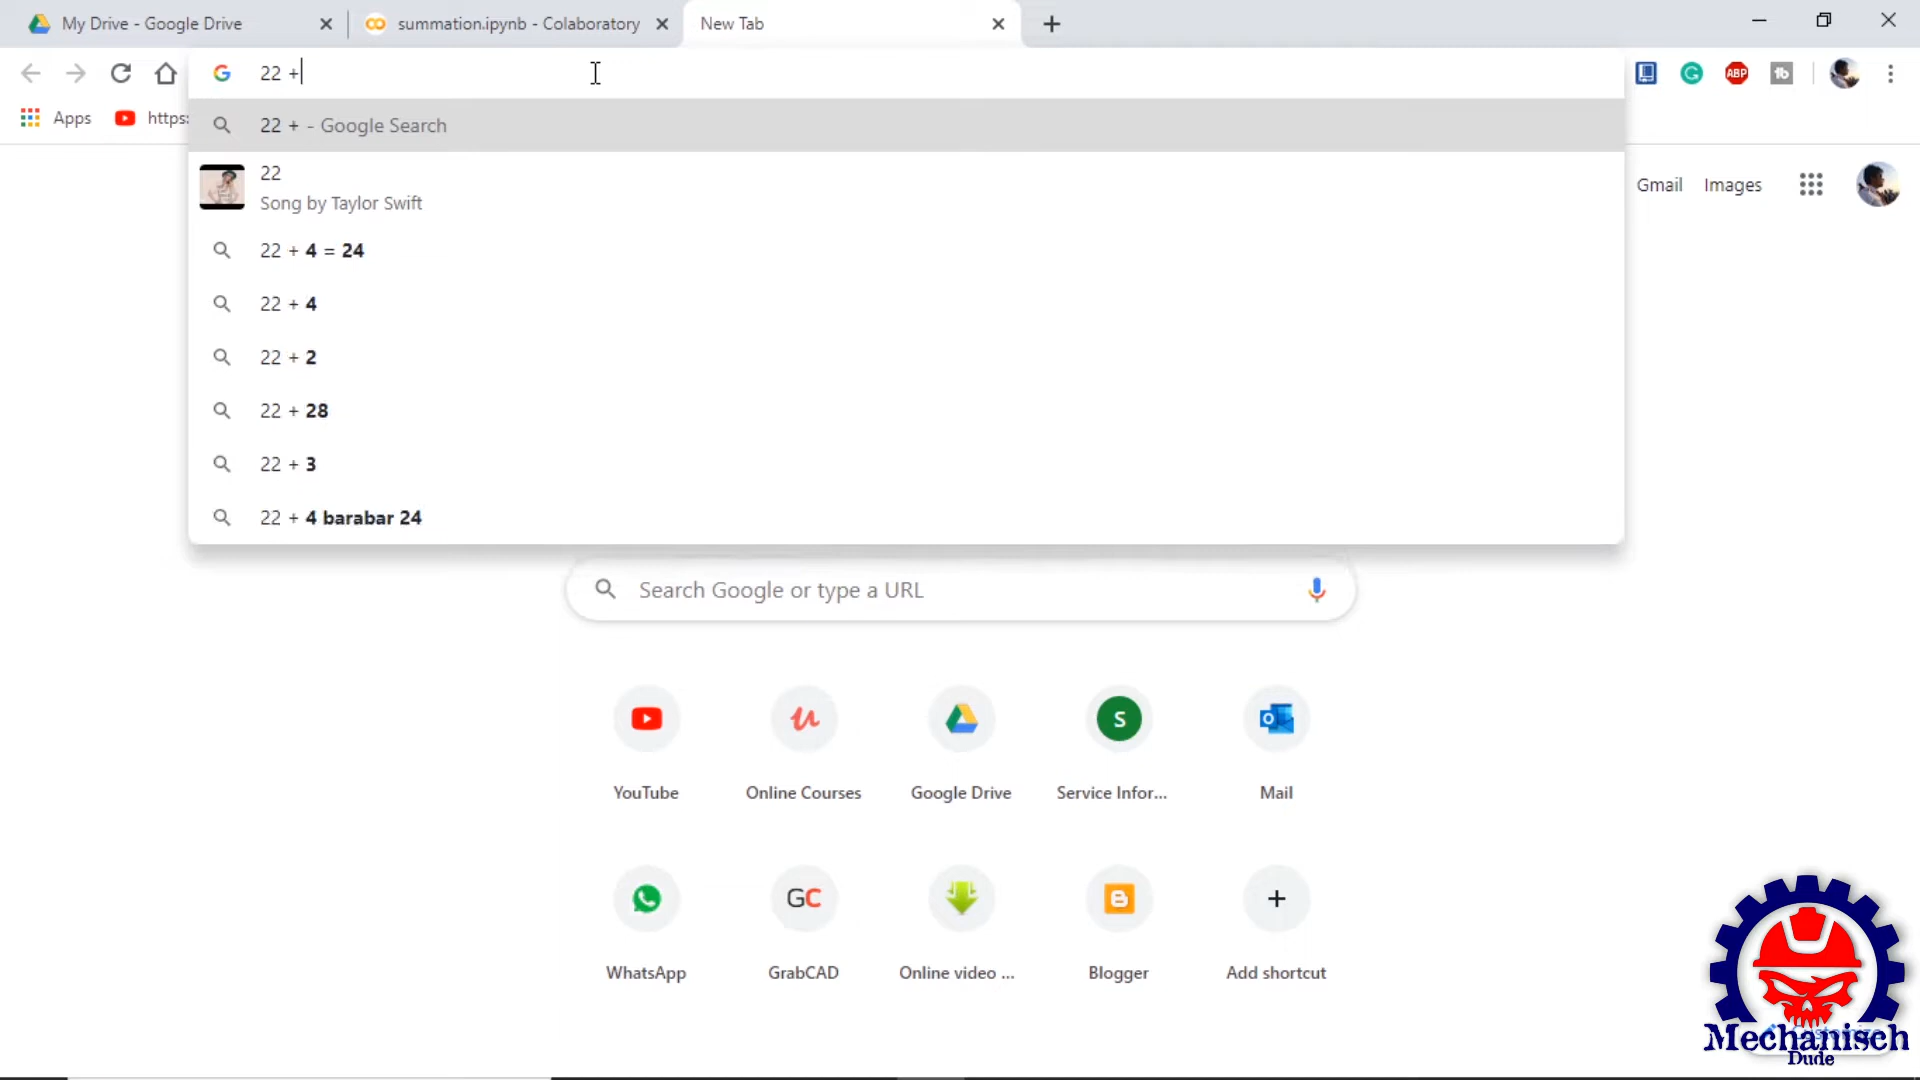 My Drive - Google Drive
summation.ipynb - Colaboratory
New Tab
22 +
ABP
tb
Apps
https:
22 + - Google Search
22
Song by Taylor Swift
Gmail
Images
22 + 4 = 24
22 + 4
22 + 2
22 + 28
22 + 3
22 + 4 barabar 24
Search Google or type a URL
S
YouTube
Online Courses
Google Drive
Service Infor...
Mail
GC
WhatsApp
GrabCAD
Online video ...
Blogger
Add shortcut
Customize
Mechanisch
Dude